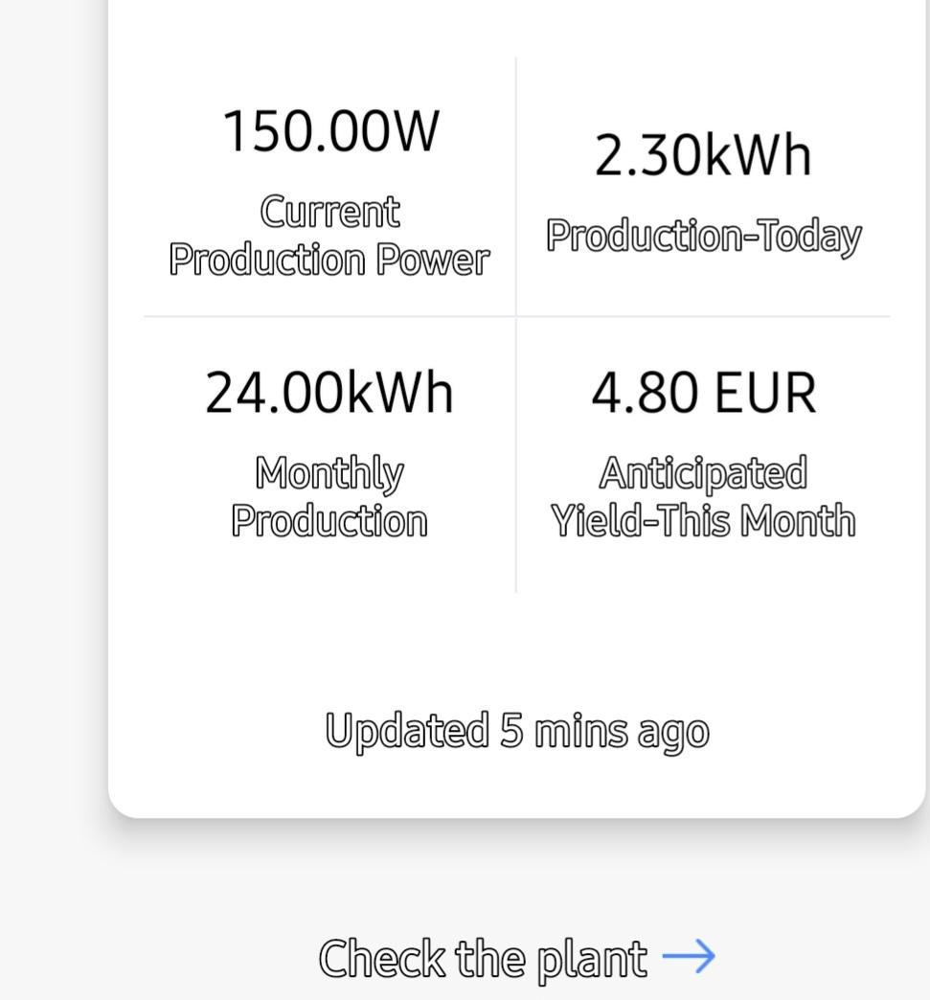 150.00W
Current
Production Power
2.30kWh
Production-Today
24.00kWh
Monthly
Production
4.80 EUR
Anticipated
Yield-This Month
Updated 5 mins ago
Check the plant →